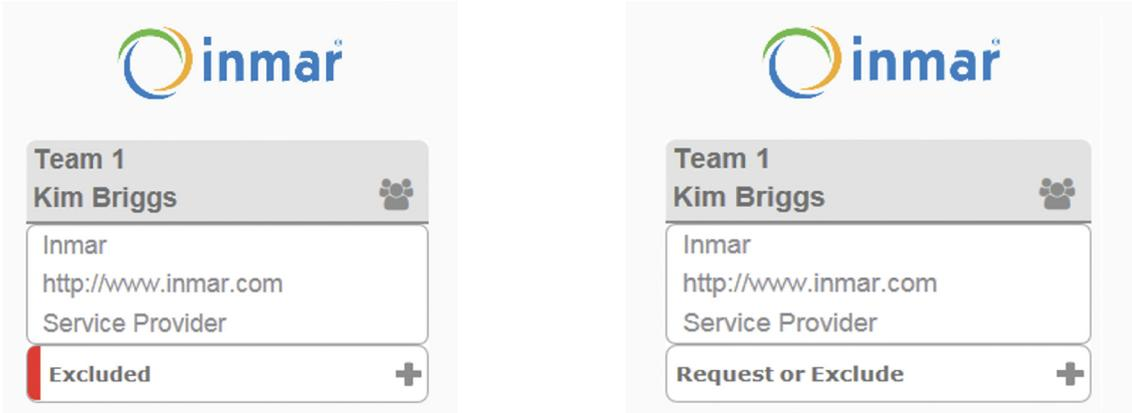 inmar®
Team 1
Kim Briggs
Inmar
http://www.inmar.com
Service Provider
Excluded
inmar®
Team 1
Kim Briggs
Inmar
http://www.inmar.com
Service Provider
Request or Exclude